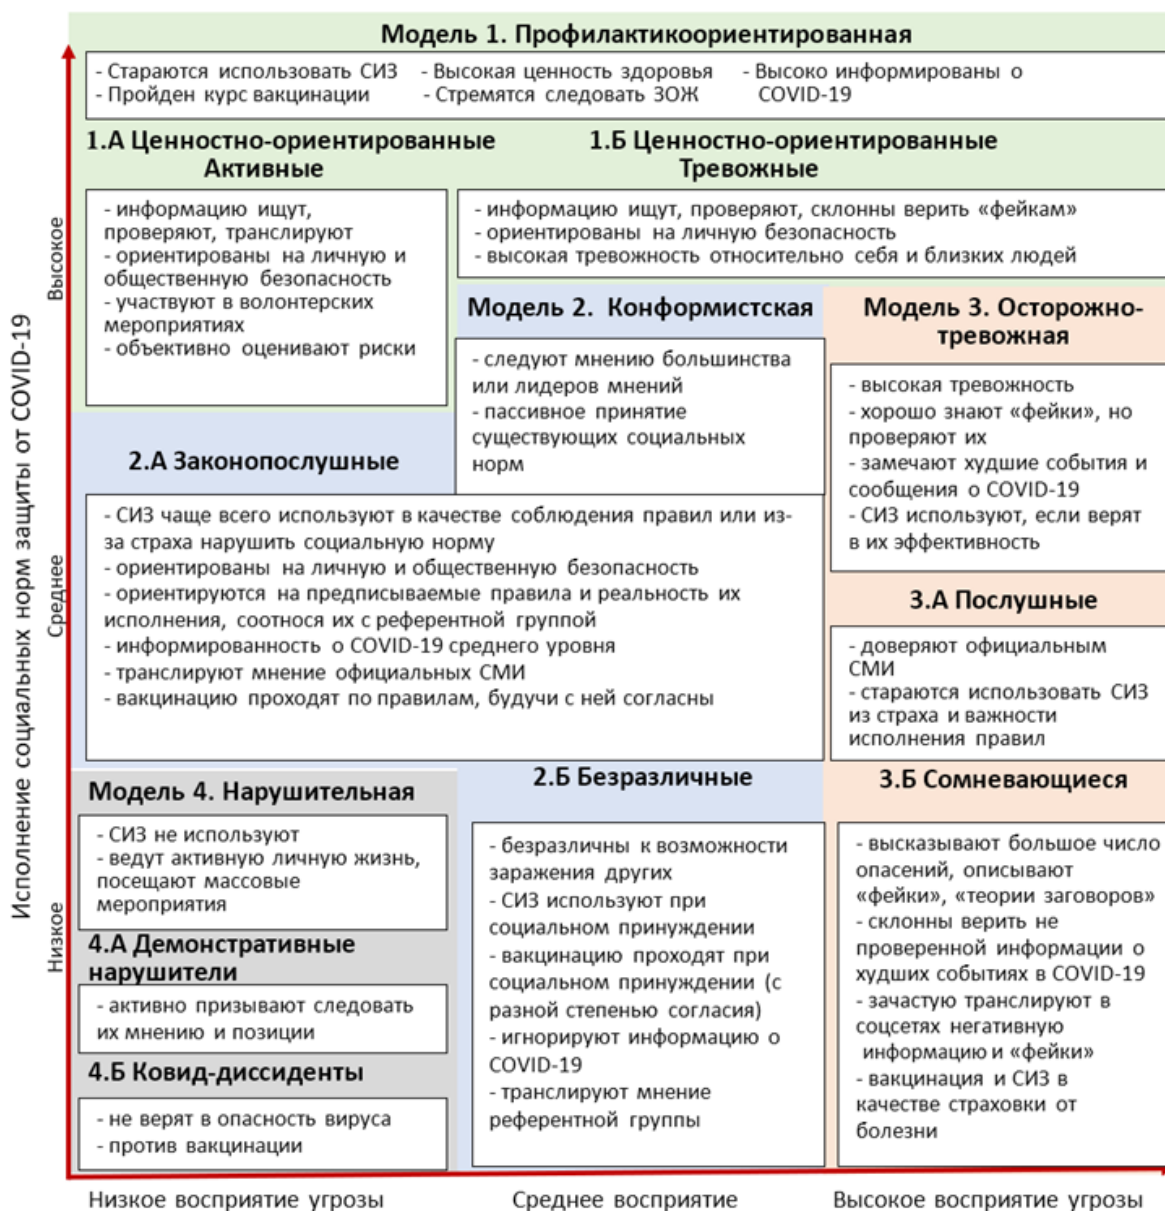 Модель 1. Профилактикоориентированная
- Стараются использовать СИЗ
- Пройден курс вакцинации
- Высокая ценность здоровья
- Стремятся следовать ЗОЖ
- Высоко информированы о
COVID-19
1.А Ценностно-ориентированные
Активные
- информацию ищут,
проверяют, транслируют
- ориентированы на личную и
общественную безопасность
- участвуют в волонтерских
мероприятиях
- объективно оценивают риски
1.Б Ценностно-ориентированные
Тревожные
- информацию ищут, проверяют, склонны верить «фейкам»
- ориентированы на личную безопасность
- высокая тревожность относительно себя и близких людей
Модель 2. Конформистская
- следуют мнению большинства
или лидеров мнений
- пассивное принятие
существующих социальных
норм
Модель 3. Осторожно-
тревожная
- высокая тревожность
- хорошо знают «фейки», но
проверяют их
- замечают худшие события и
сообщения о COVID-19
- СИЗ используют, если верят
в их эффективность
2.А Законопослушные
- СИЗ чаще всего используют в качестве соблюдения правил или из-
за страха нарушить социальную норму
- ориентированы на личную и общественную безопасность
- ориентируются на предписываемые правила и реальность их
исполнения, соотнося их с референтной группой
- информированность о COVID-19 среднего уровня
- транслируют мнение официальных СМИ
- вакцинацию проходят по правилам, будучи с ней согласны
3.А Послушные
- доверяют официальным
СМИ
- стараются использовать СИЗ
из страха и важности
исполнения правил
Модель 4. Нарушительная
- СИЗ не используют
- ведут активную личную жизнь,
посещают массовые
мероприятия
4.А Демонстративные
нарушители
- активно призывают следовать
их мнению и позиции
4.Б Ковид-диссиденты
- не верят в опасность вируса
- против вакцинации
2.Б Безразличные
- безразличны к возможности
заражения других
- СИЗ используют при
социальном принуждении
- вакцинацию проходят при
социальном принуждении (с
разной степенью согласия)
- игнорируют информацию о
COVID-19
- транслируют мнение
референтной группы
3.Б Сомневающиеся
- высказывают большое число
опасений, описывают
«фейки», «теории заговоров»
- склонны верить не
проверенной информации о
худших событиях в COVID-19
- зачастую транслируют в
соцсетях негативную
информацию и «фейки»
- вакцинация и СИЗ в
качестве страховки от
болезни
Исполнение социальных норм защиты от COVID-19
Высокое
Среднее
Низкое
Низкое восприятие угрозы
Среднее восприятие
Высокое восприятие угрозы